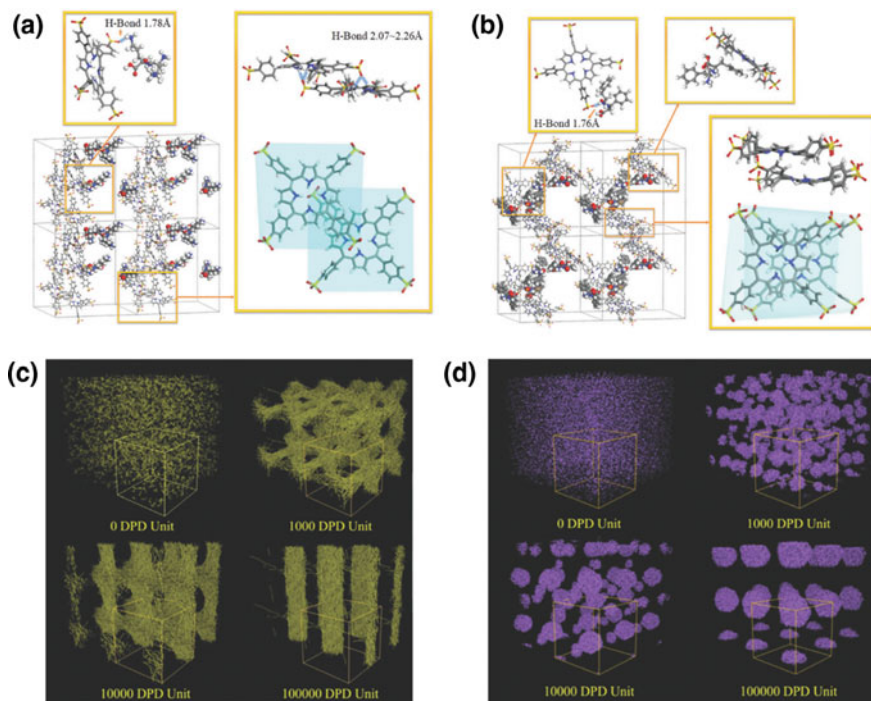 (a)
H-Bond 1.78Å
H-Bond 2.07~2.26Å
(b)
H-Bond 1.76Å
(c)
0 DPD Unit
1000 DPD Unit
10000 DPD Unit
100000 DPD Unit
(d)
0 DPD Unit
1000 DPD Unit
10000 DPD Unit
100000 DPD Unit